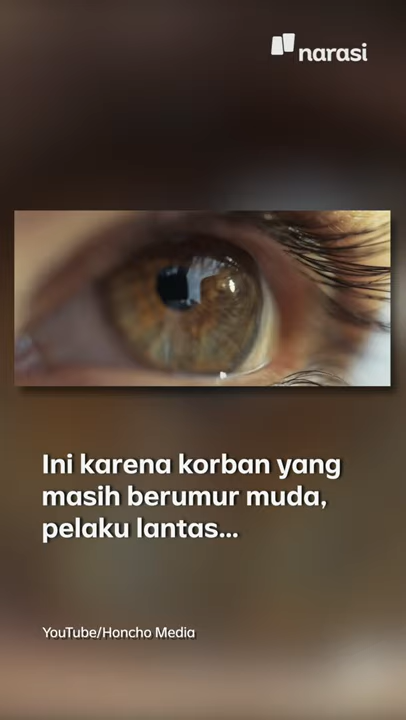 narasi
Ini karena korban yang
masih berumur muda,
pelaku lantas...
YouTube/Honcho Media